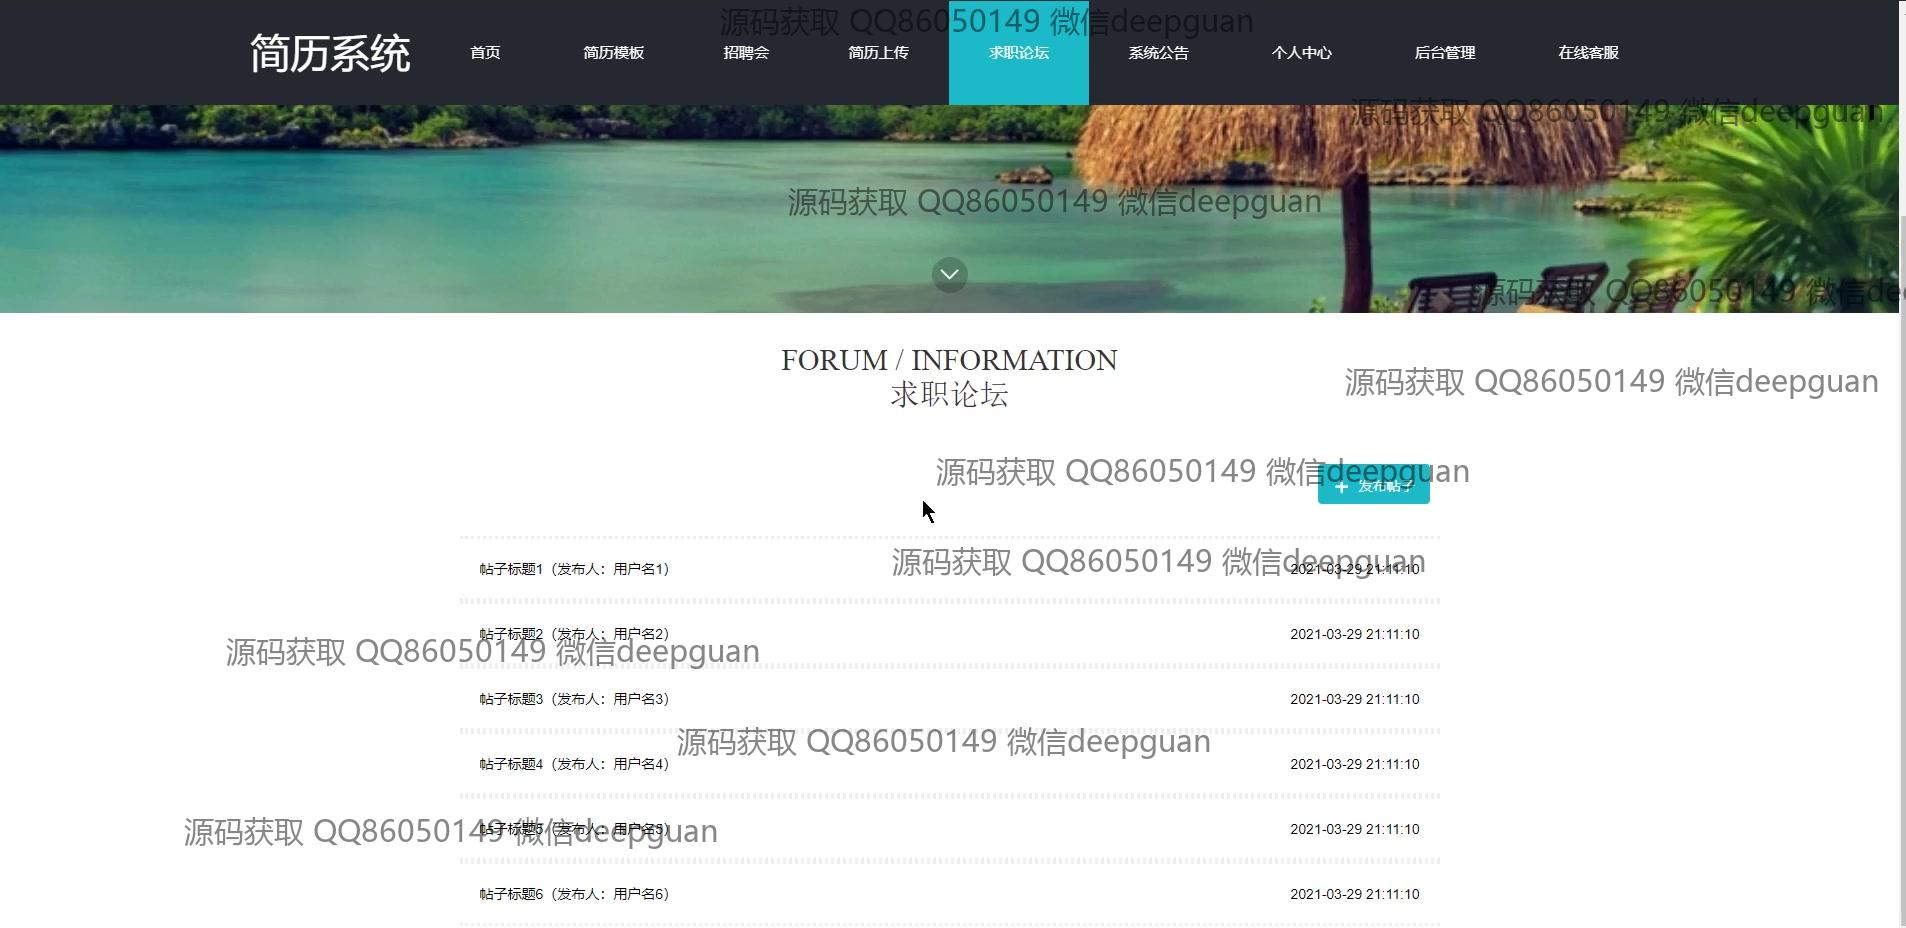 源码获取 QQ86050149 微信deepguan
简历系统 首页 简历模板 招聘会 简历上传 求职论坛 系统公告 个人中心 后台管理 在线客服
源码获取 QQ86050149 微信deepguan
源码获取 QQ86050149 微信deepguan
源码获取 QQ86050149 微信de
FORUM / INFORMATION
求职论坛
源码获取 QQ86050149 微信deepguan
源码获取 QQ86050149 微信deepguan
+ 发布帖子
源码获取 QQ86050149 微信deepguan
帖子标题1（发布人：用户名1） 2021-03-29 21:11:10
帖子标题2（发布人：用户名2） 2021-03-29 21:11:10
源码获取 QQ86050149 微信deepguan
帖子标题3（发布人：用户名3） 2021-03-29 21:11:10
源码获取 QQ86050149 微信deepguan
帖子标题4（发布人：用户名4） 2021-03-29 21:11:10
帖子标题5（发布人：用户名5） 2021-03-29 21:11:10
源码获取 QQ86050149 微信deepguan
帖子标题6（发布人：用户名6） 2021-03-29 21:11:10